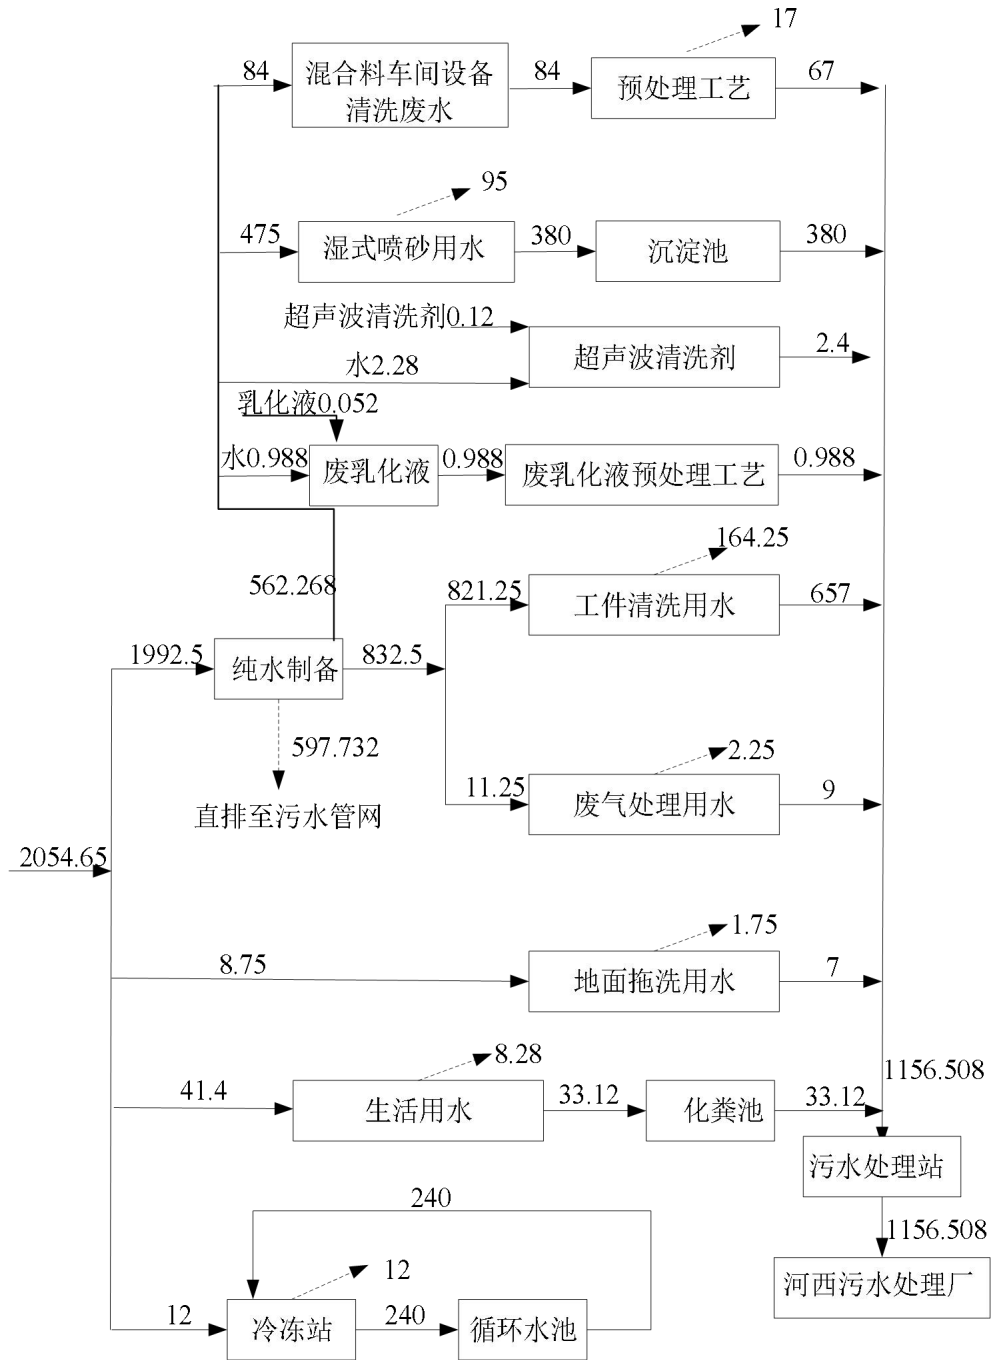 17
84
混合料车间设备
清洗废水
84
预处理工艺
67
95
475
湿式喷砂用水
380
沉淀池
380
超声波清洗剂0.12
水2.28
超声波清洗剂
2.4
乳化液0.052
水0.988
废乳化液
0.988
废乳化液预处理工艺
0.988
562.268
164.25
821.25
工件清洗用水
657
1992.5
纯水制备
832.5
597.732
直排至污水管网
2.25
11.25
废气处理用水
9
2054.65
1.75
8.75
地面拖洗用水
7
8.28
41.4
生活用水
33.12
化粪池
33.12
1156.508
污水处理站
1156.508
河西污水处理厂
240
12
12
冷冻站
240
循环水池